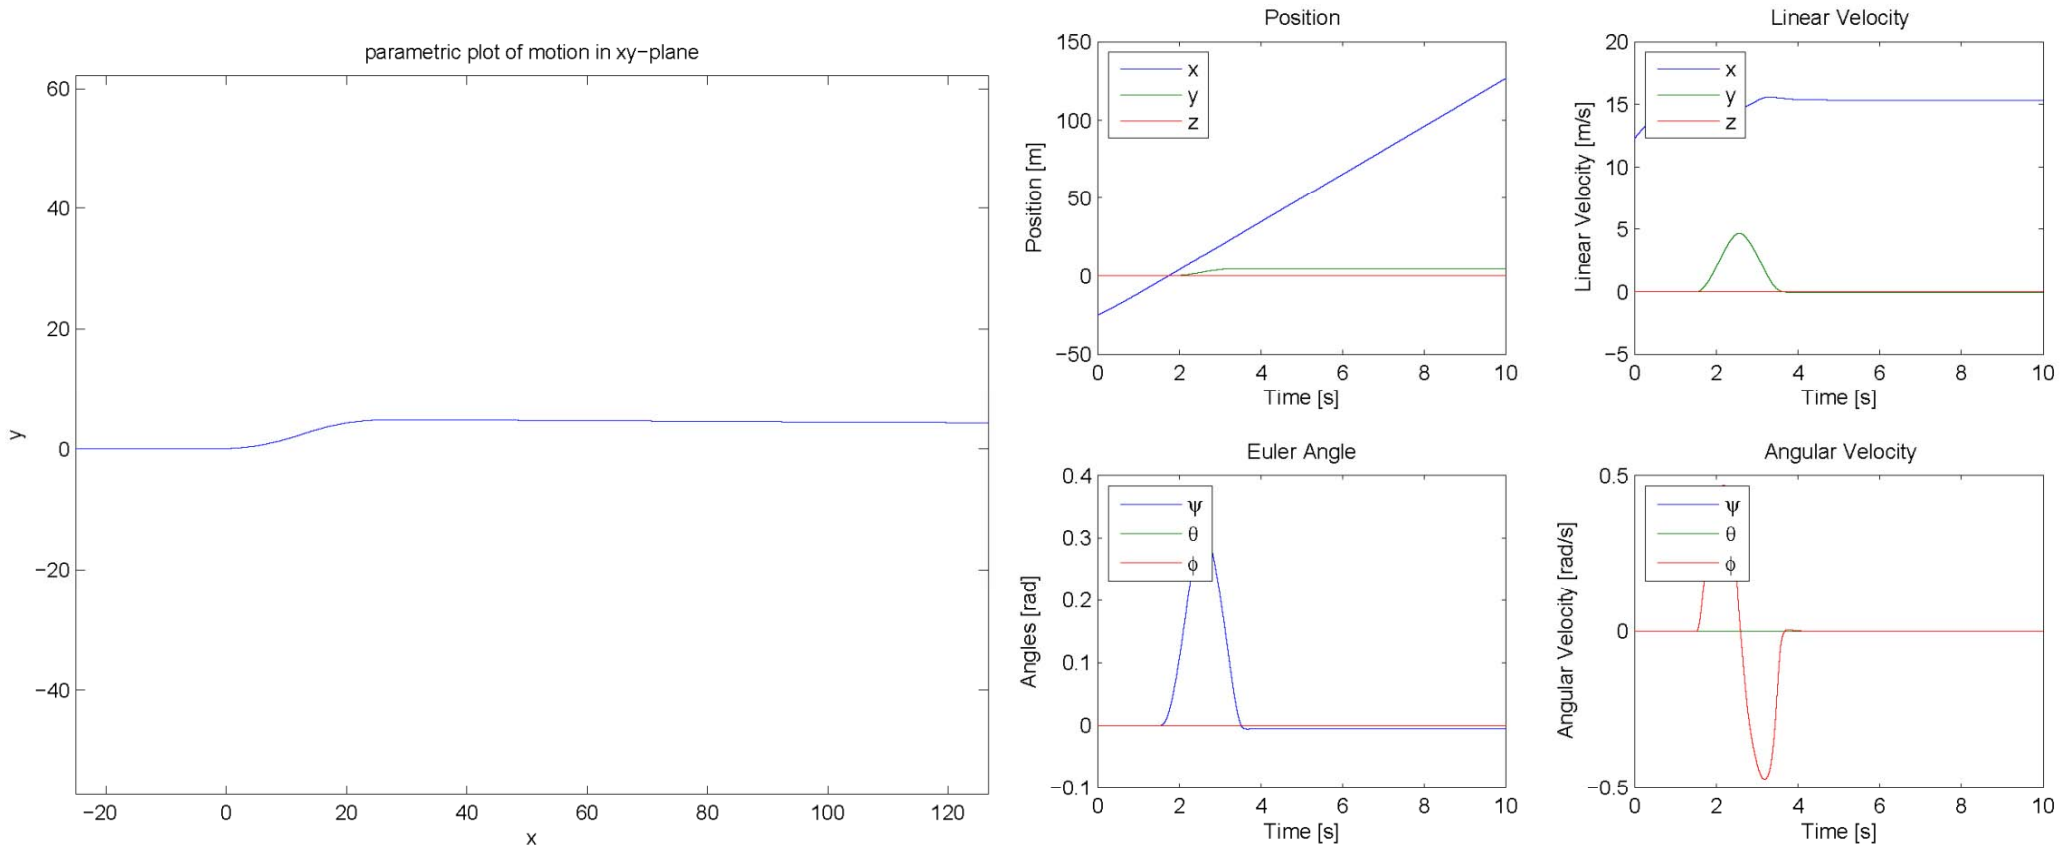 parametric plot of motion in xy−plane
60
40
20
0
−20
−40
y
−20
0
20
40
60
80
100
120
x
Position
150
100
50
0
−50
Position [m]
x
y
z
0
2
4
6
8
10
Time [s]
Linear Velocity
20
15
10
5
0
−5
Linear Velocity [m/s]
x
y
z
0
2
4
6
8
10
Time [s]
Euler Angle
0.4
0.3
0.2
0.1
0
−0.1
Angles [rad]
ψ
θ
ϕ
0
2
4
6
8
10
Time [s]
Angular Velocity
0.5
0
−0.5
Angular Velocity [rad/s]
ψ
θ
ϕ
0
2
4
6
8
10
Time [s]